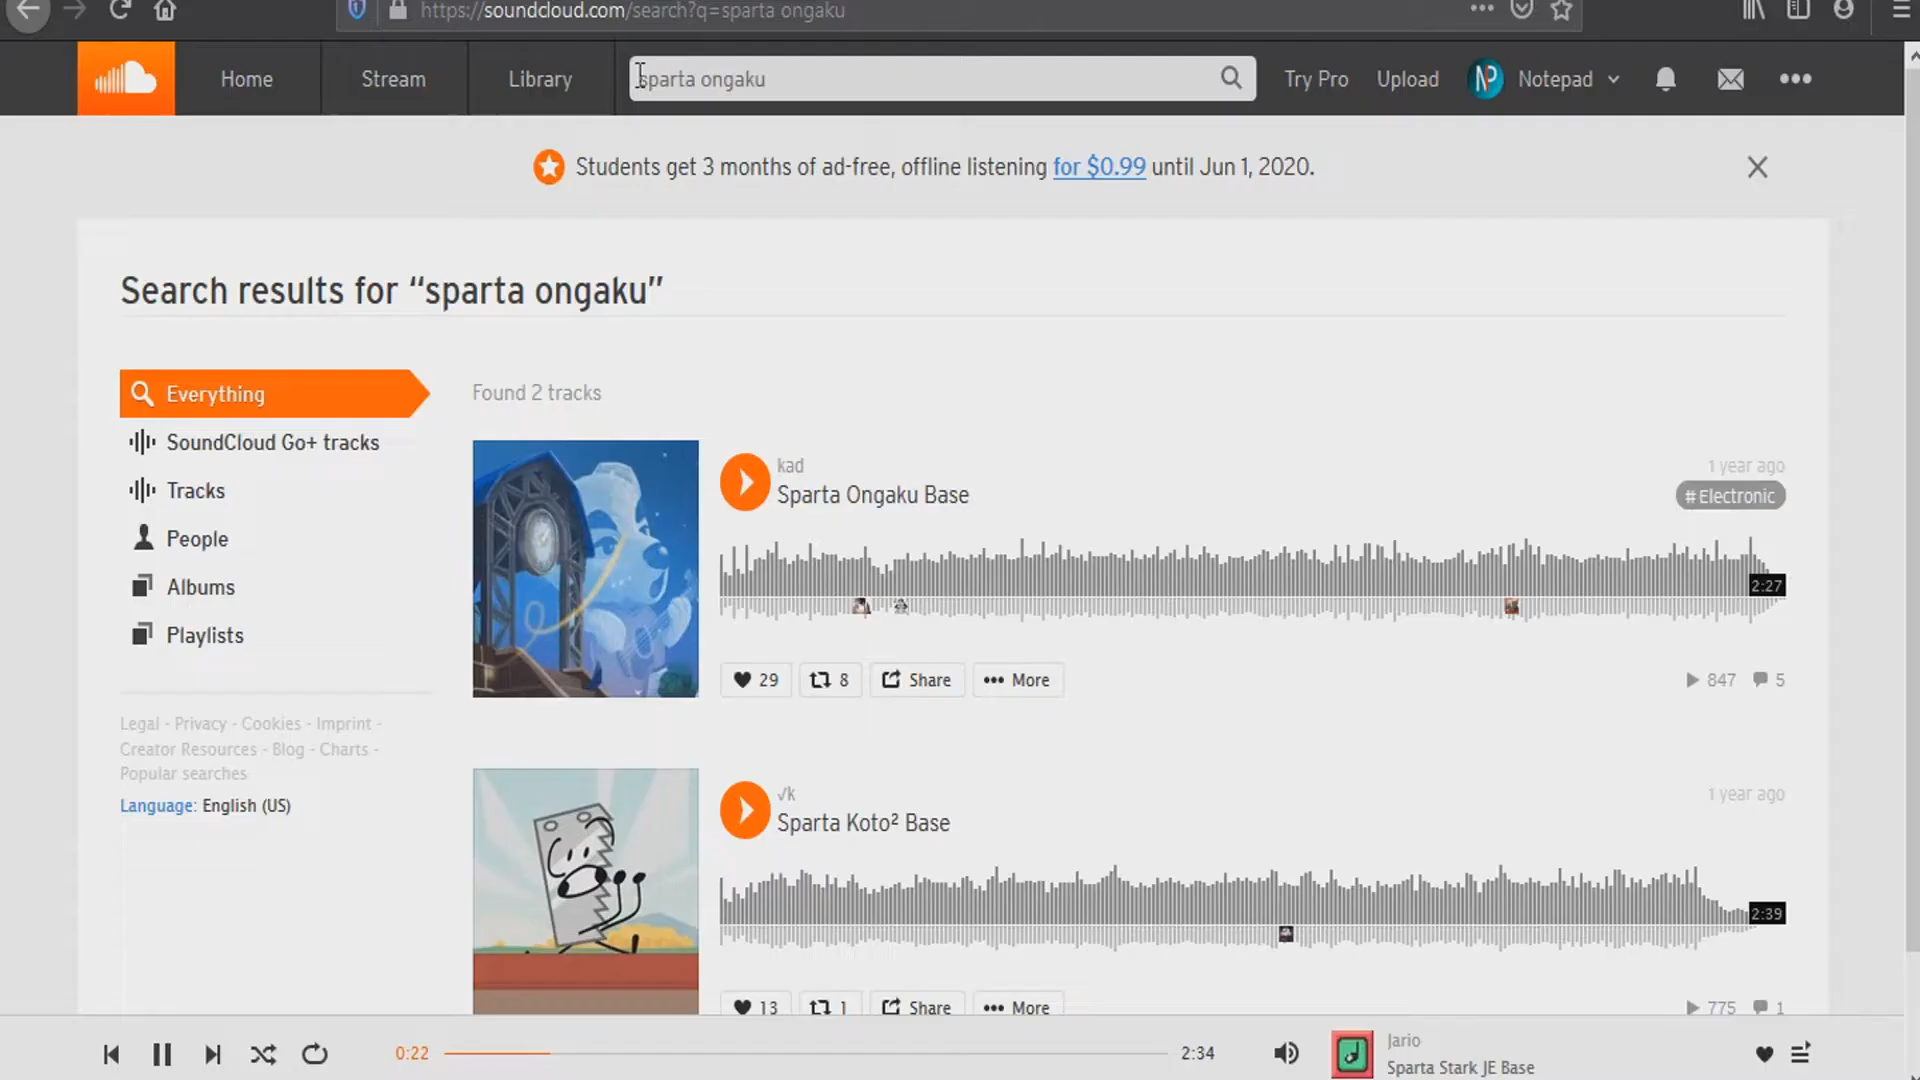 https://soundcloud.com/search?q=sparta ongaku
Home
Stream
Library
sparta ongaku
Try Pro
Upload
NP
Notepad
Students get 3 months of ad-free, offline listening for $0.99 until Jun 1, 2020.
Search results for “sparta ongaku”
Everything
SoundCloud Go+ tracks
Tracks
People
Albums
Playlists
Legal - Privacy - Cookies - Imprint -
Creator Resources - Blog - Charts -
Popular searches
Language: English (US)
Found 2 tracks
kad
1 year ago
Sparta Ongaku Base
# Electronic
2:27
29
8
Share
More
847
5
√k
1 year ago
Sparta Koto² Base
2:39
13
1
Share
More
775
1
0:22
2:34
Jario
Sparta Stark JE Base